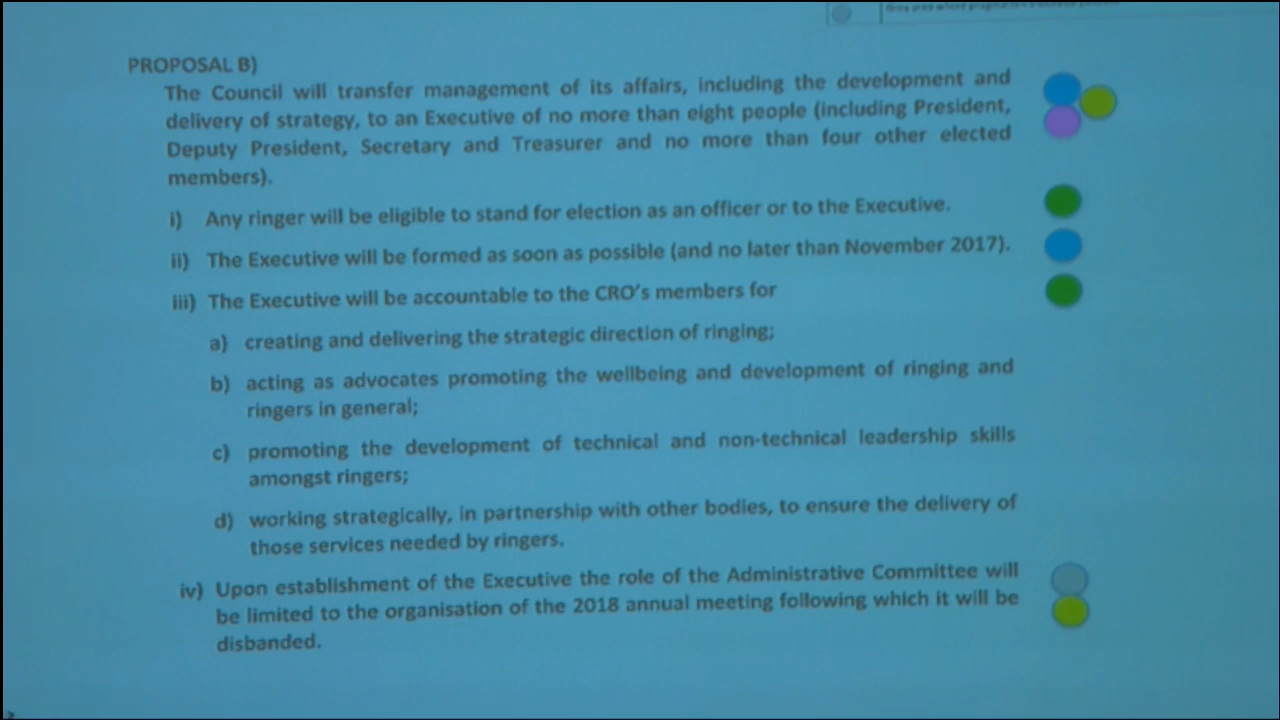 PROPOSAL B)
The Council will transfer management of its affairs, including the development and
delivery of strategy, to an Executive of no more than eight people (including President,
Deputy President, Secretary and Treasurer and no more than four other elected
members).
i) Any ringer will be eligible to stand for election as an officer or to the Executive.
ii) The Executive will be formed as soon as possible (and no later than November 2017).
iii) The Executive will be accountable to the CRO's members for
a) creating and delivering the strategic direction of ringing;
b) acting as advocates promoting the wellbeing and development of ringing and
ringers in general;
c) promoting the development of technical and non-technical leadership skills
amongst ringers;
d) working strategically, in partnership with other bodies, to ensure the delivery of
those services needed by ringers.
iv) Upon establishment of the Executive the role of the Administrative Committee will
be limited to the organisation of the 2018 annual meeting following which it will be
disbanded.